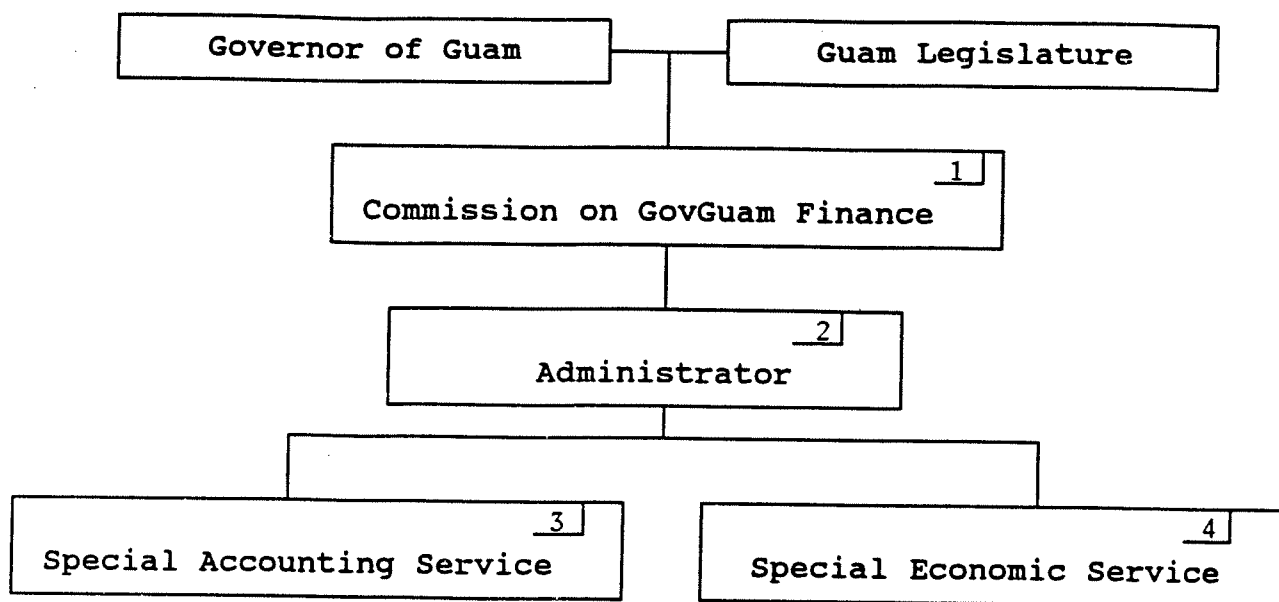 Governor of Guam
Guam Legislature
1
Commission on GovGuam Finance
2
Administrator
3
Special Accounting Service
4
Special Economic Service